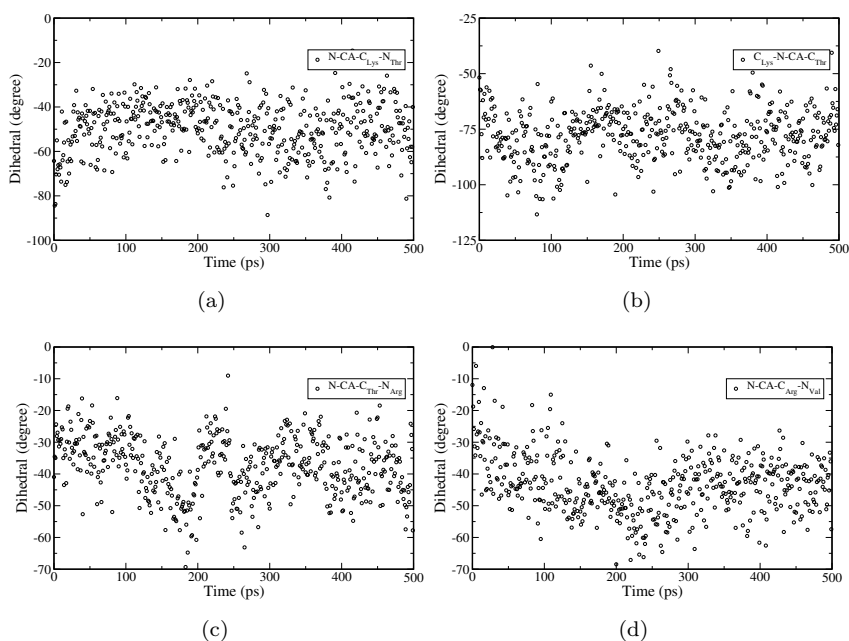 0
-20
-40
-60
-80
-100
0 100 200 300 400 500
Time (ps)
Dihedral (degree)
N-CA-C_Lys-N_Thr
(a)
-25
-50
-75
-100
-125
0 100 200 300 400 500
Time (ps)
Dihedral (degree)
C_Lys-N-CA-C_Thr
(b)
0
-10
-20
-30
-40
-50
-60
-70
0 100 200 300 400 500
Time (ps)
Dihedral (degree)
N-CA-C_Thr-N_Arg
(c)
0
-10
-20
-30
-40
-50
-60
-70
0 100 200 300 400 500
Time (ps)
Dihedral (degree)
N-CA-C_Arg-N_Val
(d)